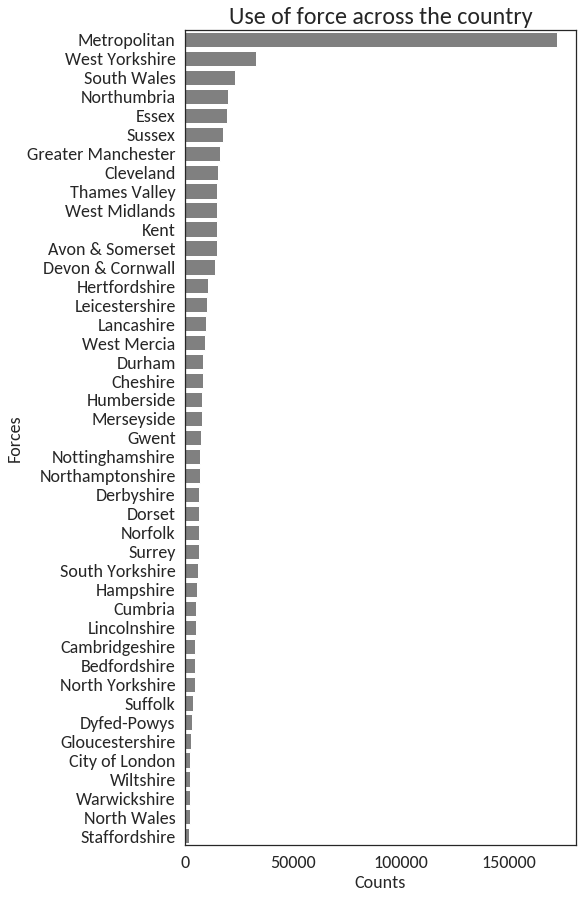 Use of force across the country
Metropolitan
West Yorkshire
South Wales
Northumbria
Essex
Sussex
Greater Manchester
Cleveland
Thames Valley
West Midlands
Kent
Avon & Somerset
Devon & Cornwall
Hertfordshire
Leicestershire
Lancashire
West Mercia
Durham
Cheshire
Humberside
Merseyside
Gwent
Nottinghamshire
Northamptonshire
Derbyshire
Dorset
Norfolk
Surrey
South Yorkshire
Hampshire
Cumbria
Lincolnshire
Cambridgeshire
Bedfordshire
North Yorkshire
Suffolk
Dyfed-Powys
Gloucestershire
City of London
Wiltshire
Warwickshire
North Wales
Staffordshire
Forces
0 50000 100000 150000
Counts